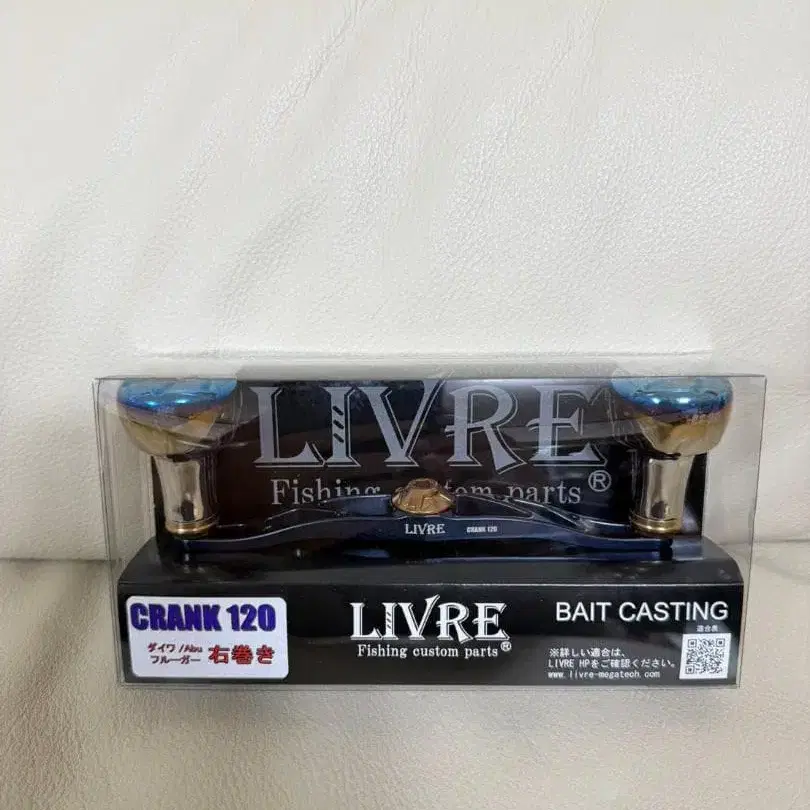 LIVRE
Fishing custom parts®
LIVRE CRANK 120
CRANK 120
ダイワ/Abu
フルーガー 右巻き
LIVRE
Fishing custom parts®
BAIT CASTING
適合表
※詳しい適合は、
LIVRE HPをご確認ください。
www.livre-megatech.com